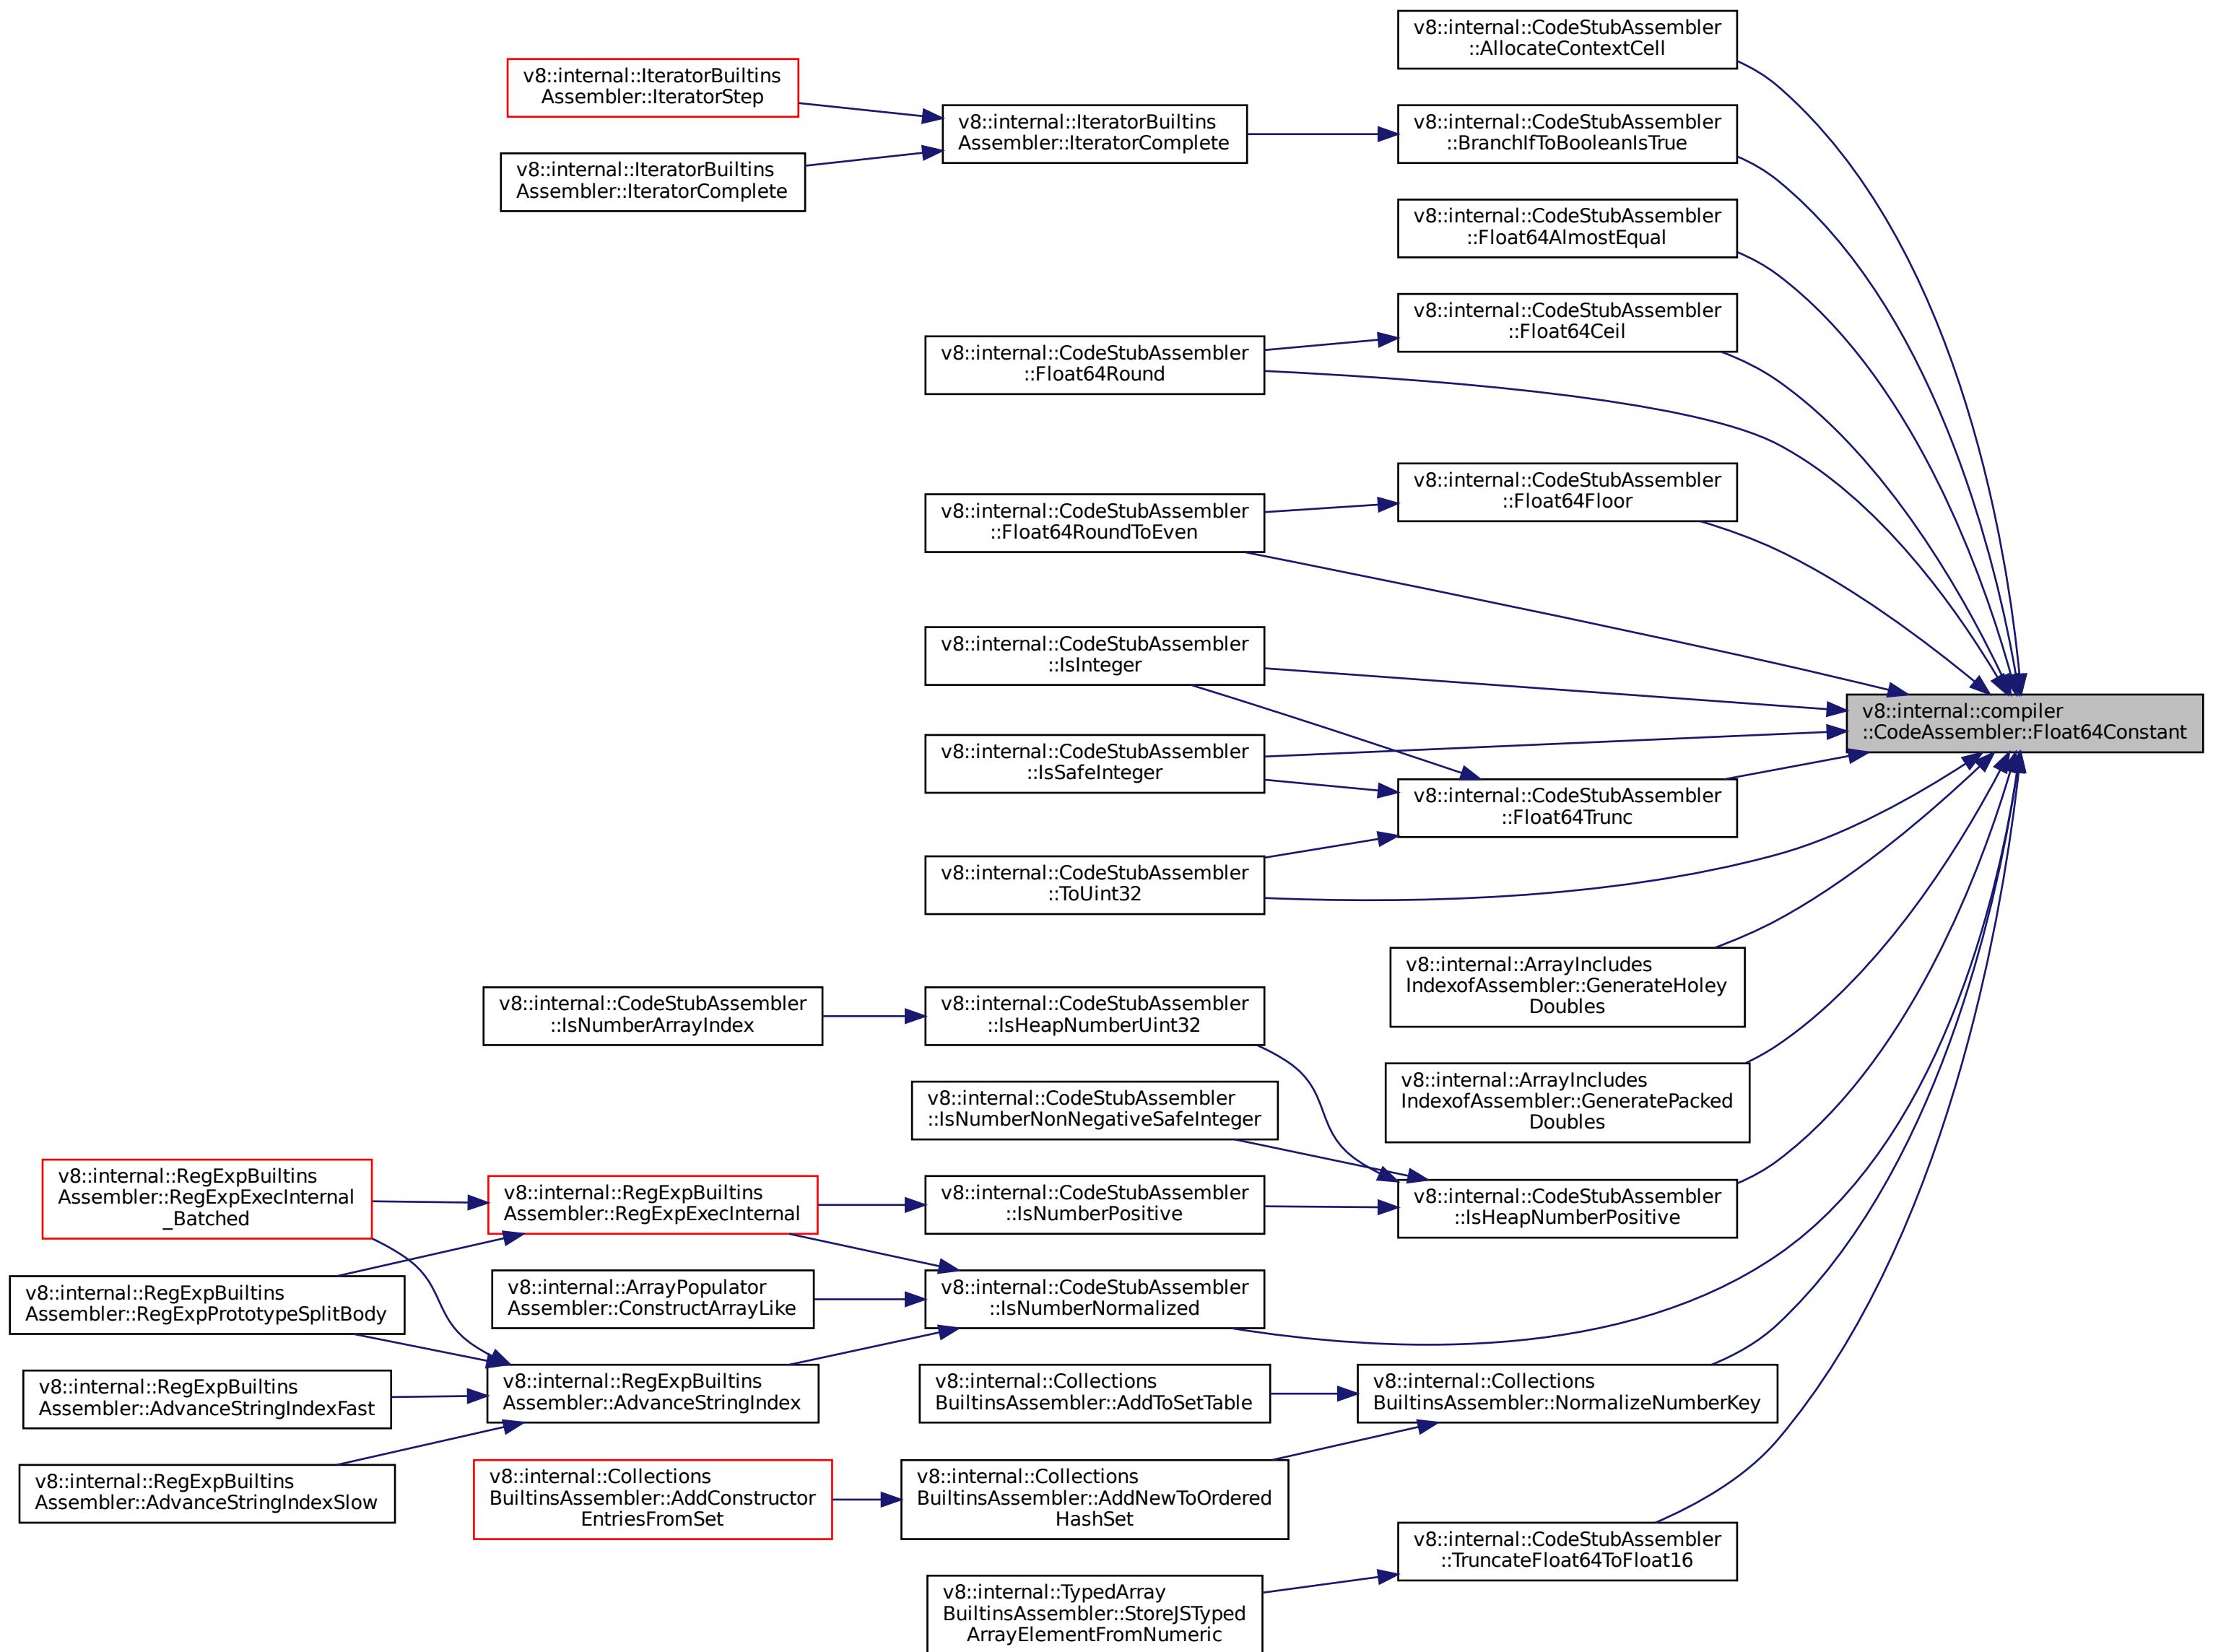 v8::internal::CodeStubAssembler
::AllocateContextCell
v8::internal::IteratorBuiltins
Assembler::IteratorStep
v8::internal::IteratorBuiltins
Assembler::IteratorComplete
v8::internal::CodeStubAssembler
::BranchIfToBooleanIsTrue
v8::internal::IteratorBuiltins
Assembler::IteratorComplete
v8::internal::CodeStubAssembler
::Float64AlmostEqual
v8::internal::CodeStubAssembler
::Float64Ceil
v8::internal::CodeStubAssembler
::Float64Round
v8::internal::CodeStubAssembler
::Float64Floor
v8::internal::CodeStubAssembler
::Float64RoundToEven
v8::internal::CodeStubAssembler
::IsInteger
v8::internal::compiler
::CodeAssembler::Float64Constant
v8::internal::CodeStubAssembler
::IsSafeInteger
v8::internal::CodeStubAssembler
::Float64Trunc
v8::internal::CodeStubAssembler
::ToUint32
v8::internal::ArrayIncludes
IndexofAssembler::GenerateHoley
Doubles
v8::internal::CodeStubAssembler
::IsNumberArrayIndex
v8::internal::CodeStubAssembler
::IsHeapNumberUint32
v8::internal::ArrayIncludes
IndexofAssembler::GeneratePacked
Doubles
v8::internal::CodeStubAssembler
::IsNumberNonNegativeSafeInteger
v8::internal::RegExpBuiltins
Assembler::RegExpExecInternal
_Batched
v8::internal::RegExpBuiltins
Assembler::RegExpExecInternal
v8::internal::CodeStubAssembler
::IsNumberPositive
v8::internal::CodeStubAssembler
::IsHeapNumberPositive
v8::internal::RegExpBuiltins
Assembler::RegExpPrototypeSplitBody
v8::internal::ArrayPopulator
Assembler::ConstructArrayLike
v8::internal::CodeStubAssembler
::IsNumberNormalized
v8::internal::RegExpBuiltins
Assembler::AdvanceStringIndexFast
v8::internal::RegExpBuiltins
Assembler::AdvanceStringIndex
v8::internal::Collections
BuiltinsAssembler::AddToSetTable
v8::internal::Collections
BuiltinsAssembler::NormalizeNumberKey
v8::internal::RegExpBuiltins
Assembler::AdvanceStringIndexSlow
v8::internal::Collections
BuiltinsAssembler::AddConstructor
EntriesFromSet
v8::internal::Collections
BuiltinsAssembler::AddNewToOrdered
HashSet
v8::internal::CodeStubAssembler
::TruncateFloat64ToFloat16
v8::internal::TypedArray
BuiltinsAssembler::StoreJSTyped
ArrayElementFromNumeric